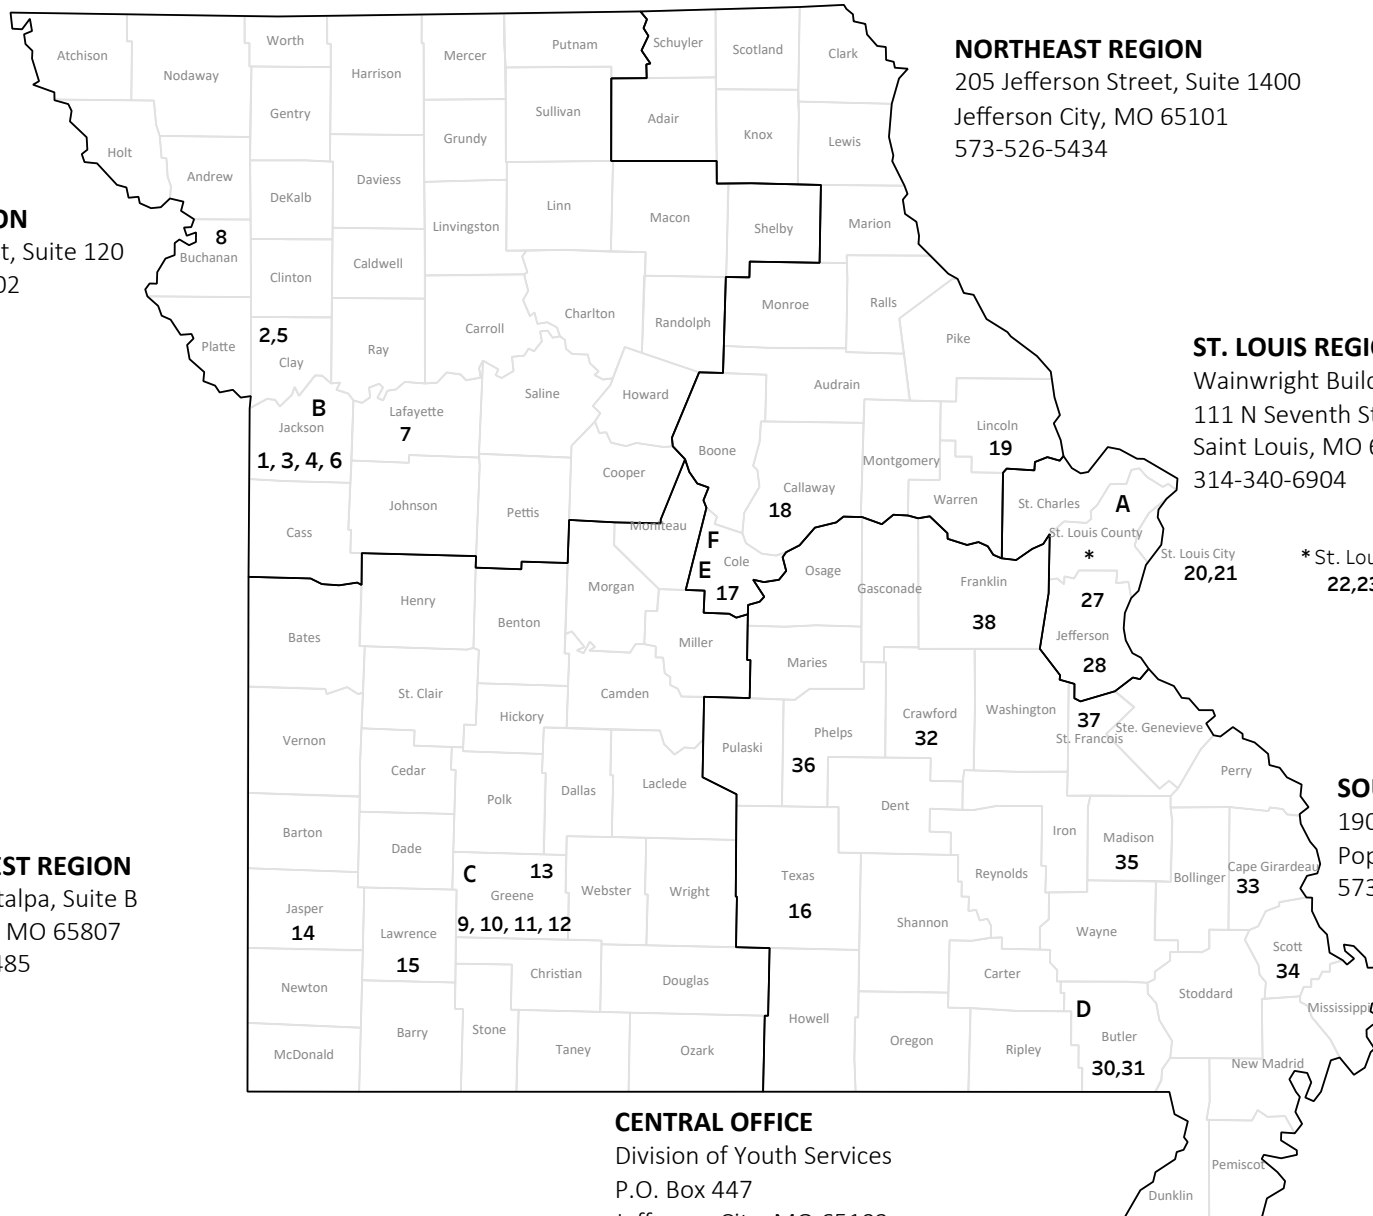 NORTHEAST REGION
205 Jefferson Street, Suite 1400
Jefferson City, MO 65101
573-526-5434
ON
t, Suite 120
02
ST. LOUIS REGI
Wainwright Build
111 N Seventh St
Saint Louis, MO 6
314-340-6904
* St. Lou
22,23
EST REGION
talpa, Suite B
MO 65807
485
SOU
190
Pop
573
CENTRAL OFFICE
Division of Youth Services
P.O. Box 447
Atchison
Nodaway
Worth
Harrison
Mercer
Putnam
Schuyler
Scotland
Clark
Gentry
Sullivan
Adair
Knox
Lewis
Grundy
Holt
Andrew
DeKalb
Daviess
Linvingston
Linn
Macon
Shelby
Marion
8
Buchanan
Clinton
Caldwell
Carroll
Charlton
Randolph
Monroe
Ralls
Pike
Platte
2,5
Clay
Ray
Audrain
B
Jackson
1, 3, 4, 6
Lafayette
7
Saline
Howard
Boone
Cooper
Callaway
18
Montgomery
Lincoln
19
Warren
St. Charles
A
St. Louis County
*
St. Louis City
20,21
Cass
Johnson
Pettis
Moniteau
F
E
Cole
17
Osage
Gasconade
Franklin
38
27
Jefferson
28
Bates
Henry
Benton
Morgan
Miller
Maries
St. Clair
Hickory
Camden
Pulaski
Phelps
36
Crawford
32
Washington
37
St. Francois
Ste. Genevieve
Perry
Vernon
Cedar
Polk
Dallas
Laclede
Dent
Iron
Madison
35
Bollinger
Cape Girardeau
33
Barton
Dade
C
13
Greene
9, 10, 11, 12
Webster
Wright
Texas
16
Reynolds
Shannon
Wayne
Scott
34
Jasper
14
Lawrence
15
Newton
Christian
Douglas
Carter
Stoddard
Mississippi
McDonald
Barry
Stone
Taney
Ozark
Howell
Oregon
Ripley
D
Butler
30,31
New Madrid
Pemiscot
Dunklin